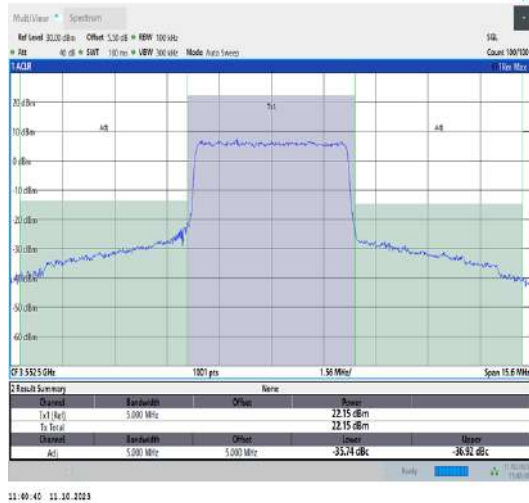 MultiView Spectrum
Ref Level 30.00 dBm Offset 5.50 dB RBW 100 kHz SGL
Att 40 dB SWT 100 ms VBW 300 kHz Mode Auto Sweep Count 100/100
1 ACLR 1Rm Max
Tx1
20 dBm
Adj Adj
10 dBm
0 dBm
-10 dBm
-20 dBm
-30 dBm
-40 dBm
-50 dBm
-60 dBm
CF 3.5525 GHz 1001 pts 1.56 MHz/ Span 15.6 MHz
2 Result Summary None
Channel Bandwidth Offset Power
Tx1 (Ref) 5.000 MHz 22.15 dBm
Tx Total 22.15 dBm
Channel Bandwidth Offset Lower Upper
Adj 5.000 MHz 5.000 MHz -35.74 dBc -36.92 dBc
Ready
11:00:40 11.10.2023